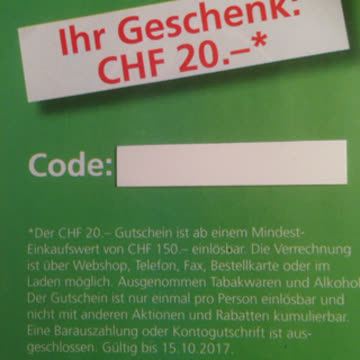 Ihr Geschenk:
CHF 20.–*
Code:
*Der CHF 20.– Gutschein ist ab einem Mindest-
Einkaufswert von CHF 150.– einlösbar. Die Verrechnung
ist über Webshop, Telefon, Fax, Bestellkarte oder im
Laden möglich. Ausgenommen Tabakwaren und Alkohol
Der Gutschein ist nur einmal pro Person einlösbar und
nicht mit anderen Aktionen und Rabatten kumulierbar.
Eine Barauszahlung oder Kontogutschrift ist aus-
geschlossen. Gültig bis 15.10.2017.